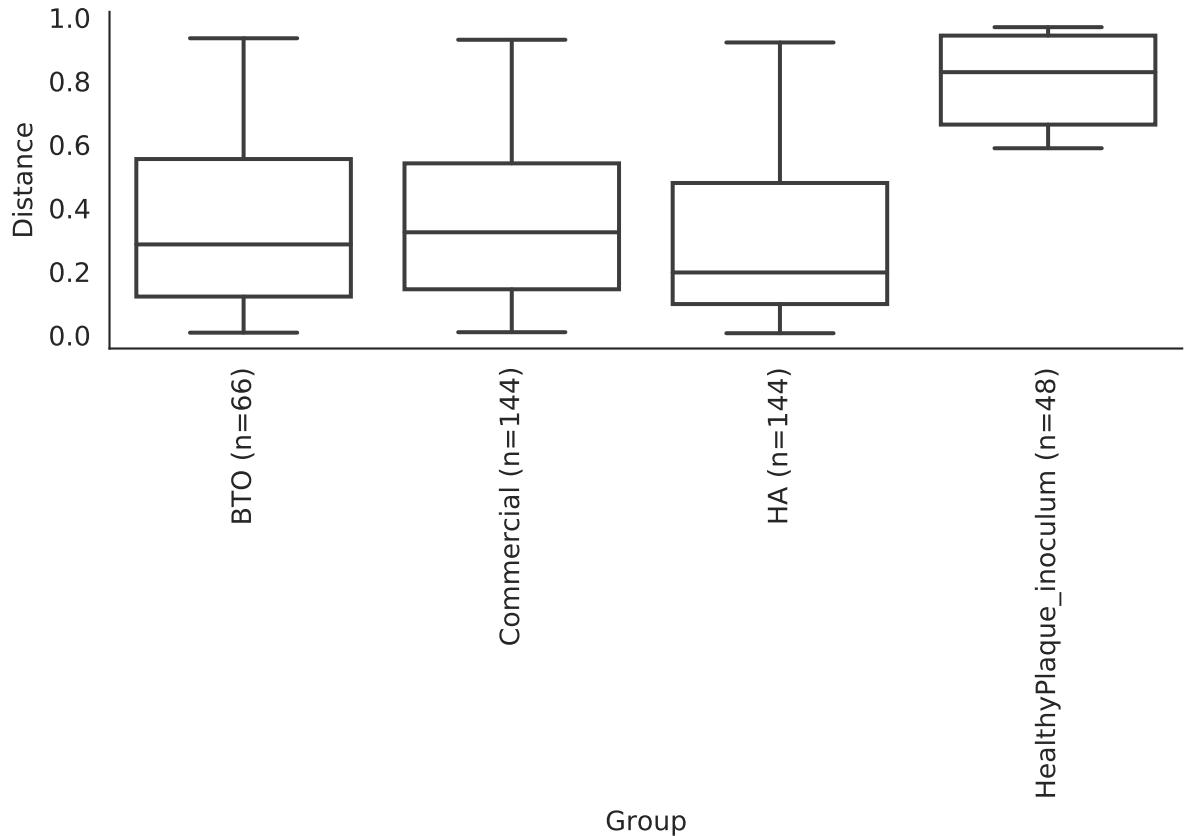 Distance
1.0
0.8
0.6
0.4
0.2
0.0
BTO (n=66)
Commercial (n=144)
HA (n=144)
HealthyPlaque_inoculum (n=48)
Group